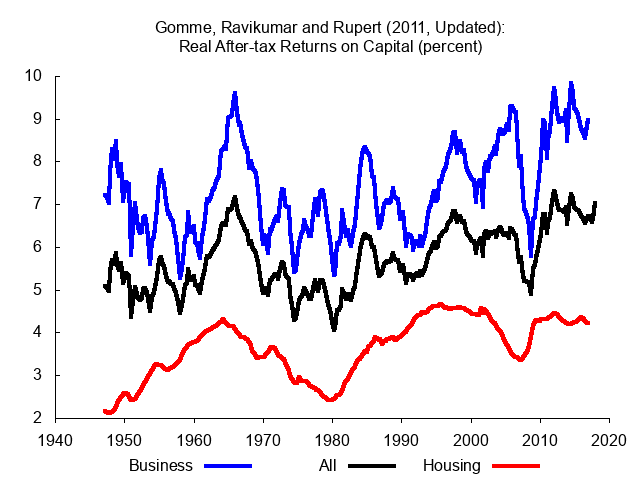 Gomme, Ravikumar and Rupert (2011, Updated):
Real After-tax Returns on Capital (percent)
10
9
8
7
6
5
4
3
2
1940 1950 1960 1970 1980 1990 2000 2010 2020
Business All Housing